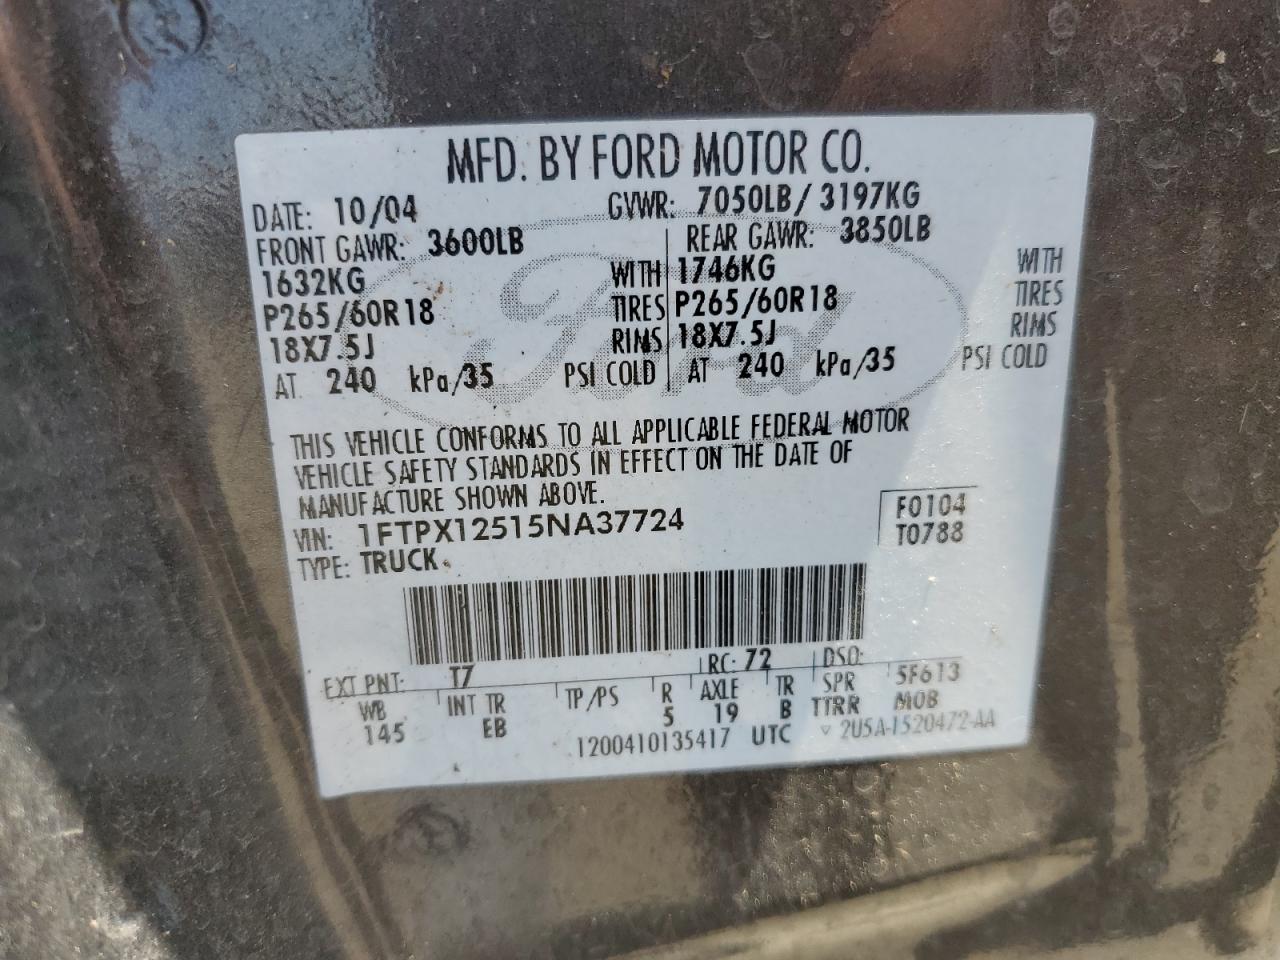 MFD. BY FORD MOTOR CO.
DATE: 10/04 GVWR: 7050LB/ 3197KG
FRONT GAWR: 3600LB REAR GAWR: 3850LB
1632KG WITH 1746KG WITH
P265/60R18 TIRES P265/60R18 TIRES
18X7.5J RIMS 18X7.5J RIMS
AT 240 kPa/35 PSI COLD AT 240 kPa/35 PSI COLD
Ford
THIS VEHICLE CONFORMS TO ALL APPLICABLE FEDERAL MOTOR
VEHICLE SAFETY STANDARDS IN EFFECT ON THE DATE OF
MANUFACTURE SHOWN ABOVE.
VIN: 1FTPX12515NA37724 F0104
TYPE: TRUCK T0788
EXT PNT: T7 RC: 72 DSO:
WB INT TR TP/PS R AXLE TR SPR 5F613
145 EB 5 19 B TTRR MOB
1200410135417 UTC ▽ 2U5A-1520472-AA